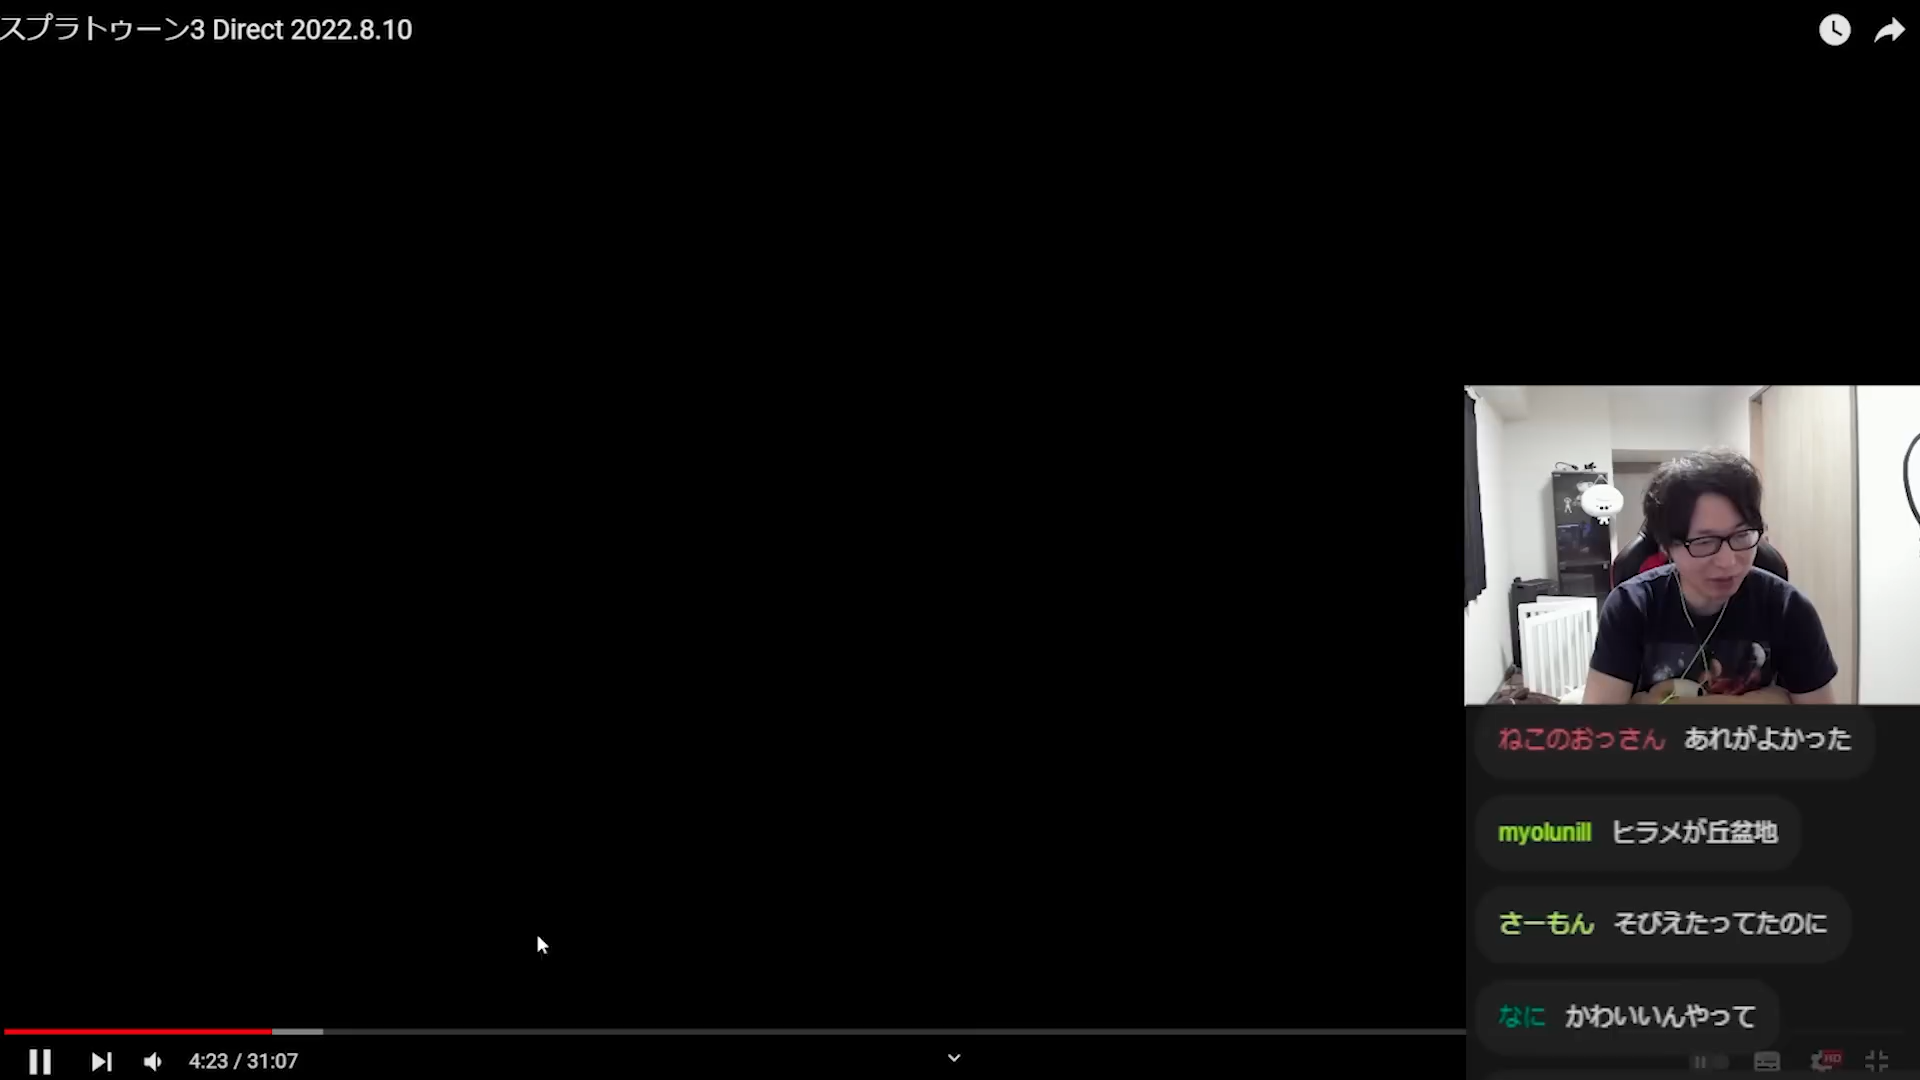 スプラトゥーン3 Direct 2022.8.10
ねこのおっさん あれがよかった
myolunill ヒラメが丘盆地
さーもん そびえたってたのに
なに かわいいんやって
4:23 / 31:07
HD